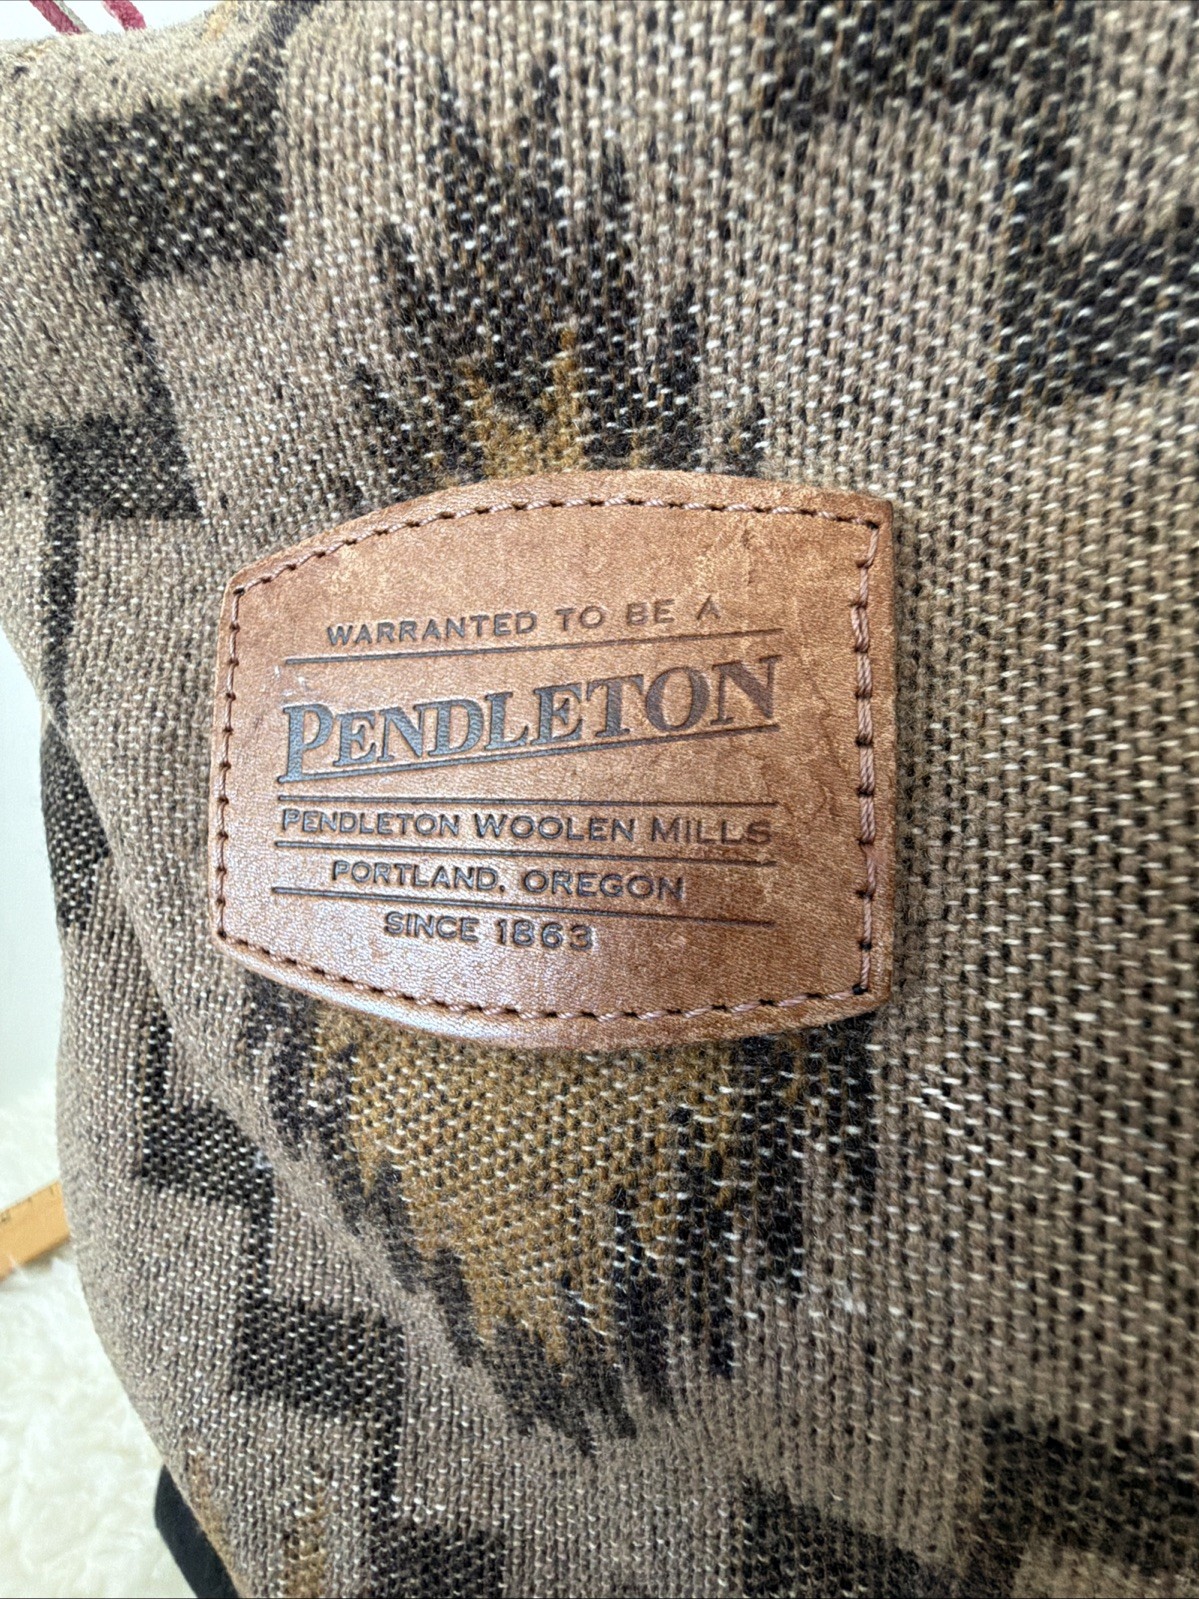 WARRANTED TO BE A
PENDLETON
PENDLETON WOOLEN MILLS
PORTLAND, OREGON
SINCE 1863